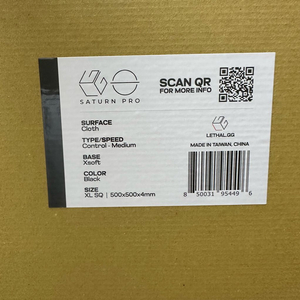 SATURN PRO
SCAN QR
FOR MORE INFO
SURFACE
Cloth
TYPE/SPEED
Control - Medium
BASE
Xsoft
COLOR
Black
SIZE
XL SQ | 500x500x4mm
LETHAL.GG
MADE IN TAIWAN, CHINA
8 50031 95449 6